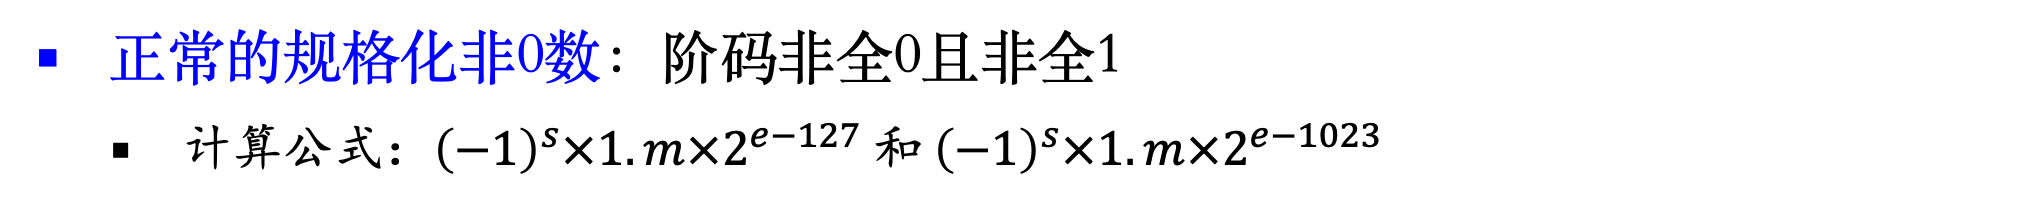 ▪ 正常的规格化非0数：阶码非全0且非全1
▪ 计算公式：$(-1)^s×1.m×2^{e-127}$ 和 $(-1)^s×1.m×2^{e-1023}$